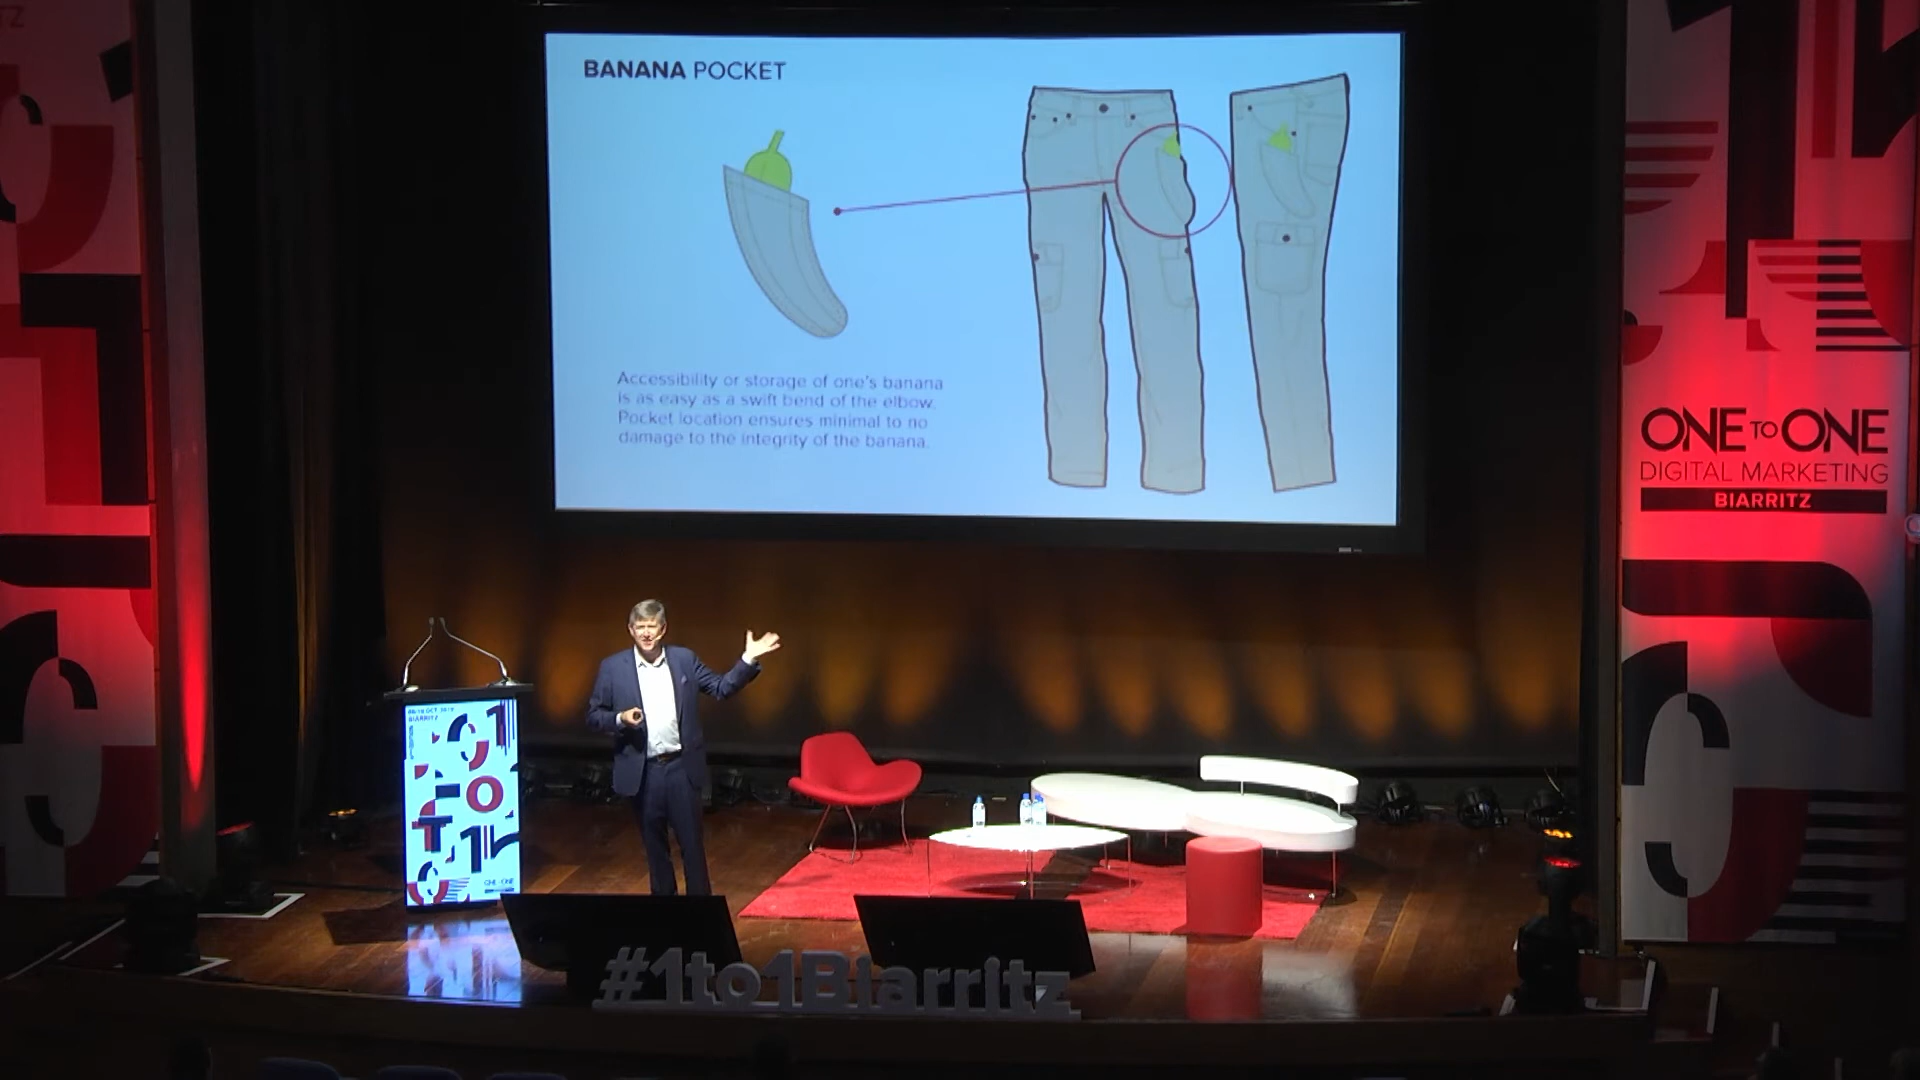 BANANA POCKET
Accessibility or storage of one's banana
is as easy as a swift bend of the elbow.
Pocket location ensures minimal to no
damage to the integrity of the banana.
ONE TO ONE
DIGITAL MARKETING
BIARRITZ
BIARRITZ
#1to1Biarritz